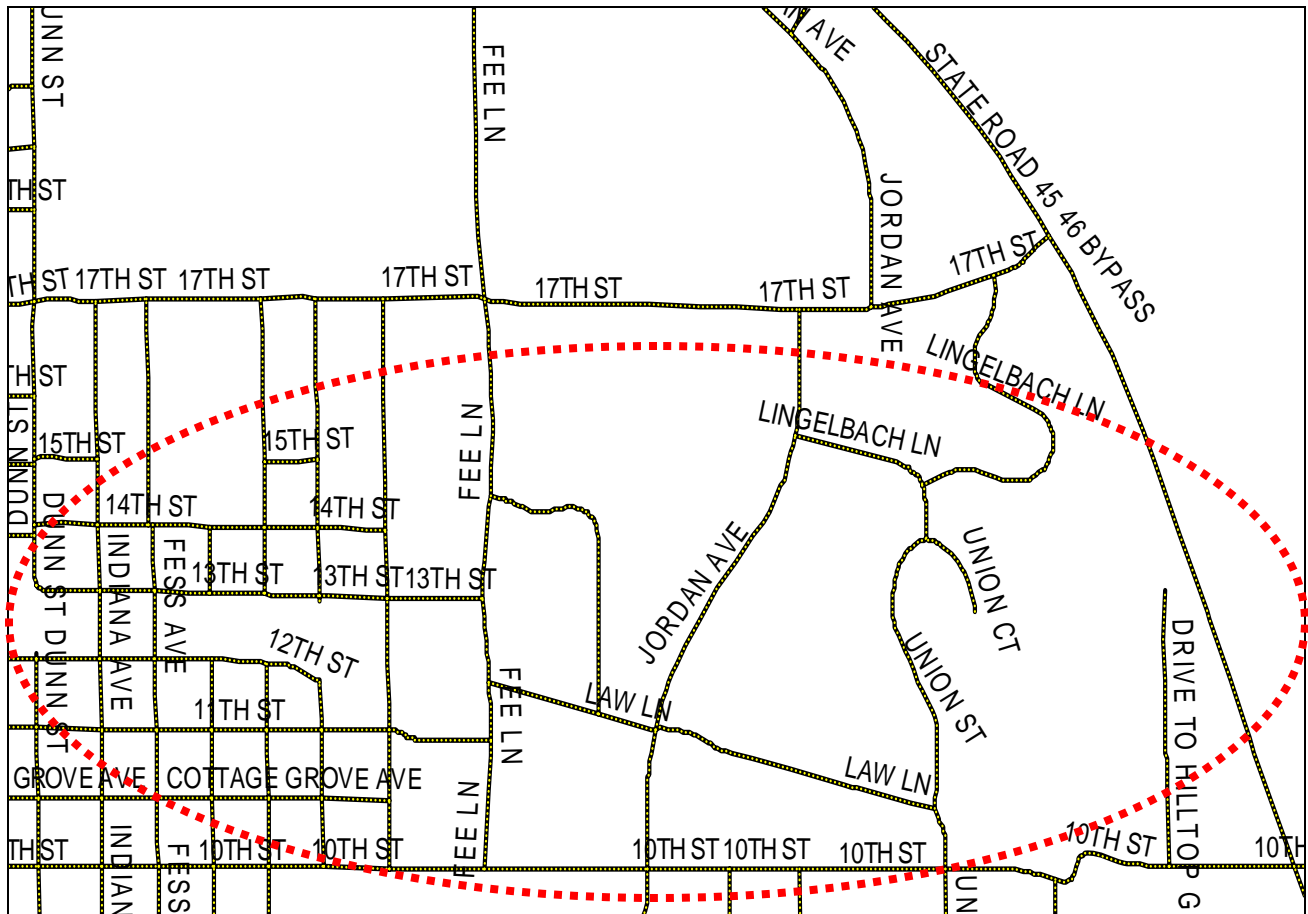 UNN ST
FEE LN
N AVE
STATE ROAD 45 46 BYPASS
TH ST
JORDAN AVE
TH ST
17TH ST
17TH ST
17TH ST
17TH ST
17TH ST
17TH ST
TH ST
LINGELBACH LN
LINGELBACH LN
DUNN ST
15TH ST
15TH ST
FEE LN
14TH ST
14TH ST
DUNN ST
DUNN ST
INDIANA AVE
FESS AVE
13TH ST
13TH ST
13TH ST
JORDAN AVE
UNION CT
12TH ST
UNION ST
DRIVE TO HILLTOP G
11TH ST
LAW LN
FEE LN
GROVE AVE
COTTAGE GROVE AVE
LAW LN
FEE LN
TH ST
INDIAN
FESS
10TH ST
10TH ST
10TH ST
10TH ST
10TH ST
10TH ST
10TH
UN